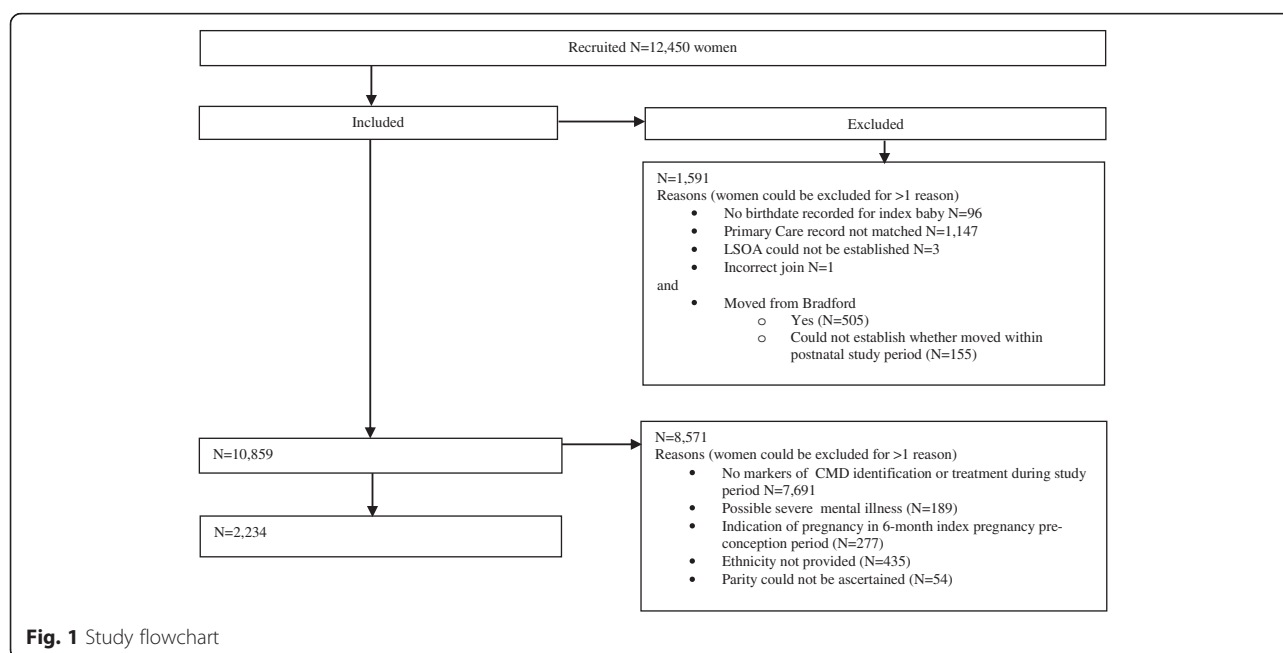 Recruited N=12,450 women
Included
Excluded
N=1,591
Reasons (women could be excluded for >1 reason)
• No birthdate recorded for index baby N=96
• Primary Care record not matched N=1,147
• LSOA could not be established N=3
• Incorrect join N=1
and
• Moved from Bradford
o Yes (N=505)
o Could not establish whether moved within
postnatal study period (N=155)
N=10,859
N=8,571
Reasons (women could be excluded for >1 reason)
• No markers of CMD identification or treatment during study
period N=7,691
• Possible severe mental illness (N=189)
• Indication of pregnancy in 6-month index pregnancy pre-
conception period (N=277)
• Ethnicity not provided (N=435)
• Parity could not be ascertained (N=54)
N=2,234
Fig. 1 Study flowchart